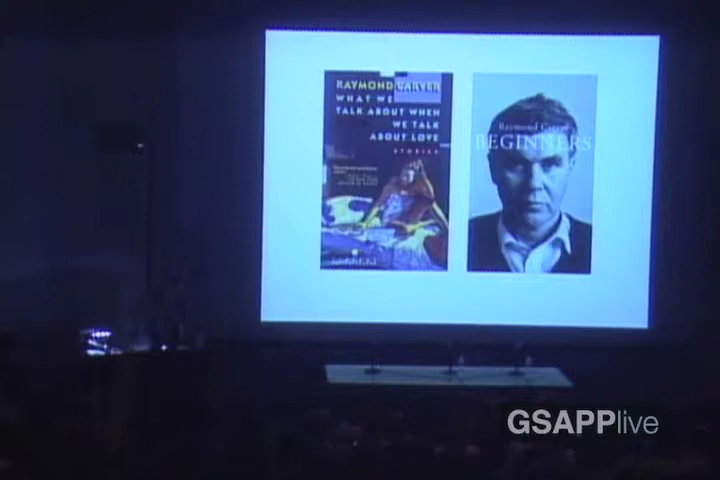 RAYMOND CARVER
WHAT WE
TALK ABOUT WHEN
WE TALK
ABOUT LOVE
STORIES
Raymond Carver
BEGINNERS
GSAPPlive